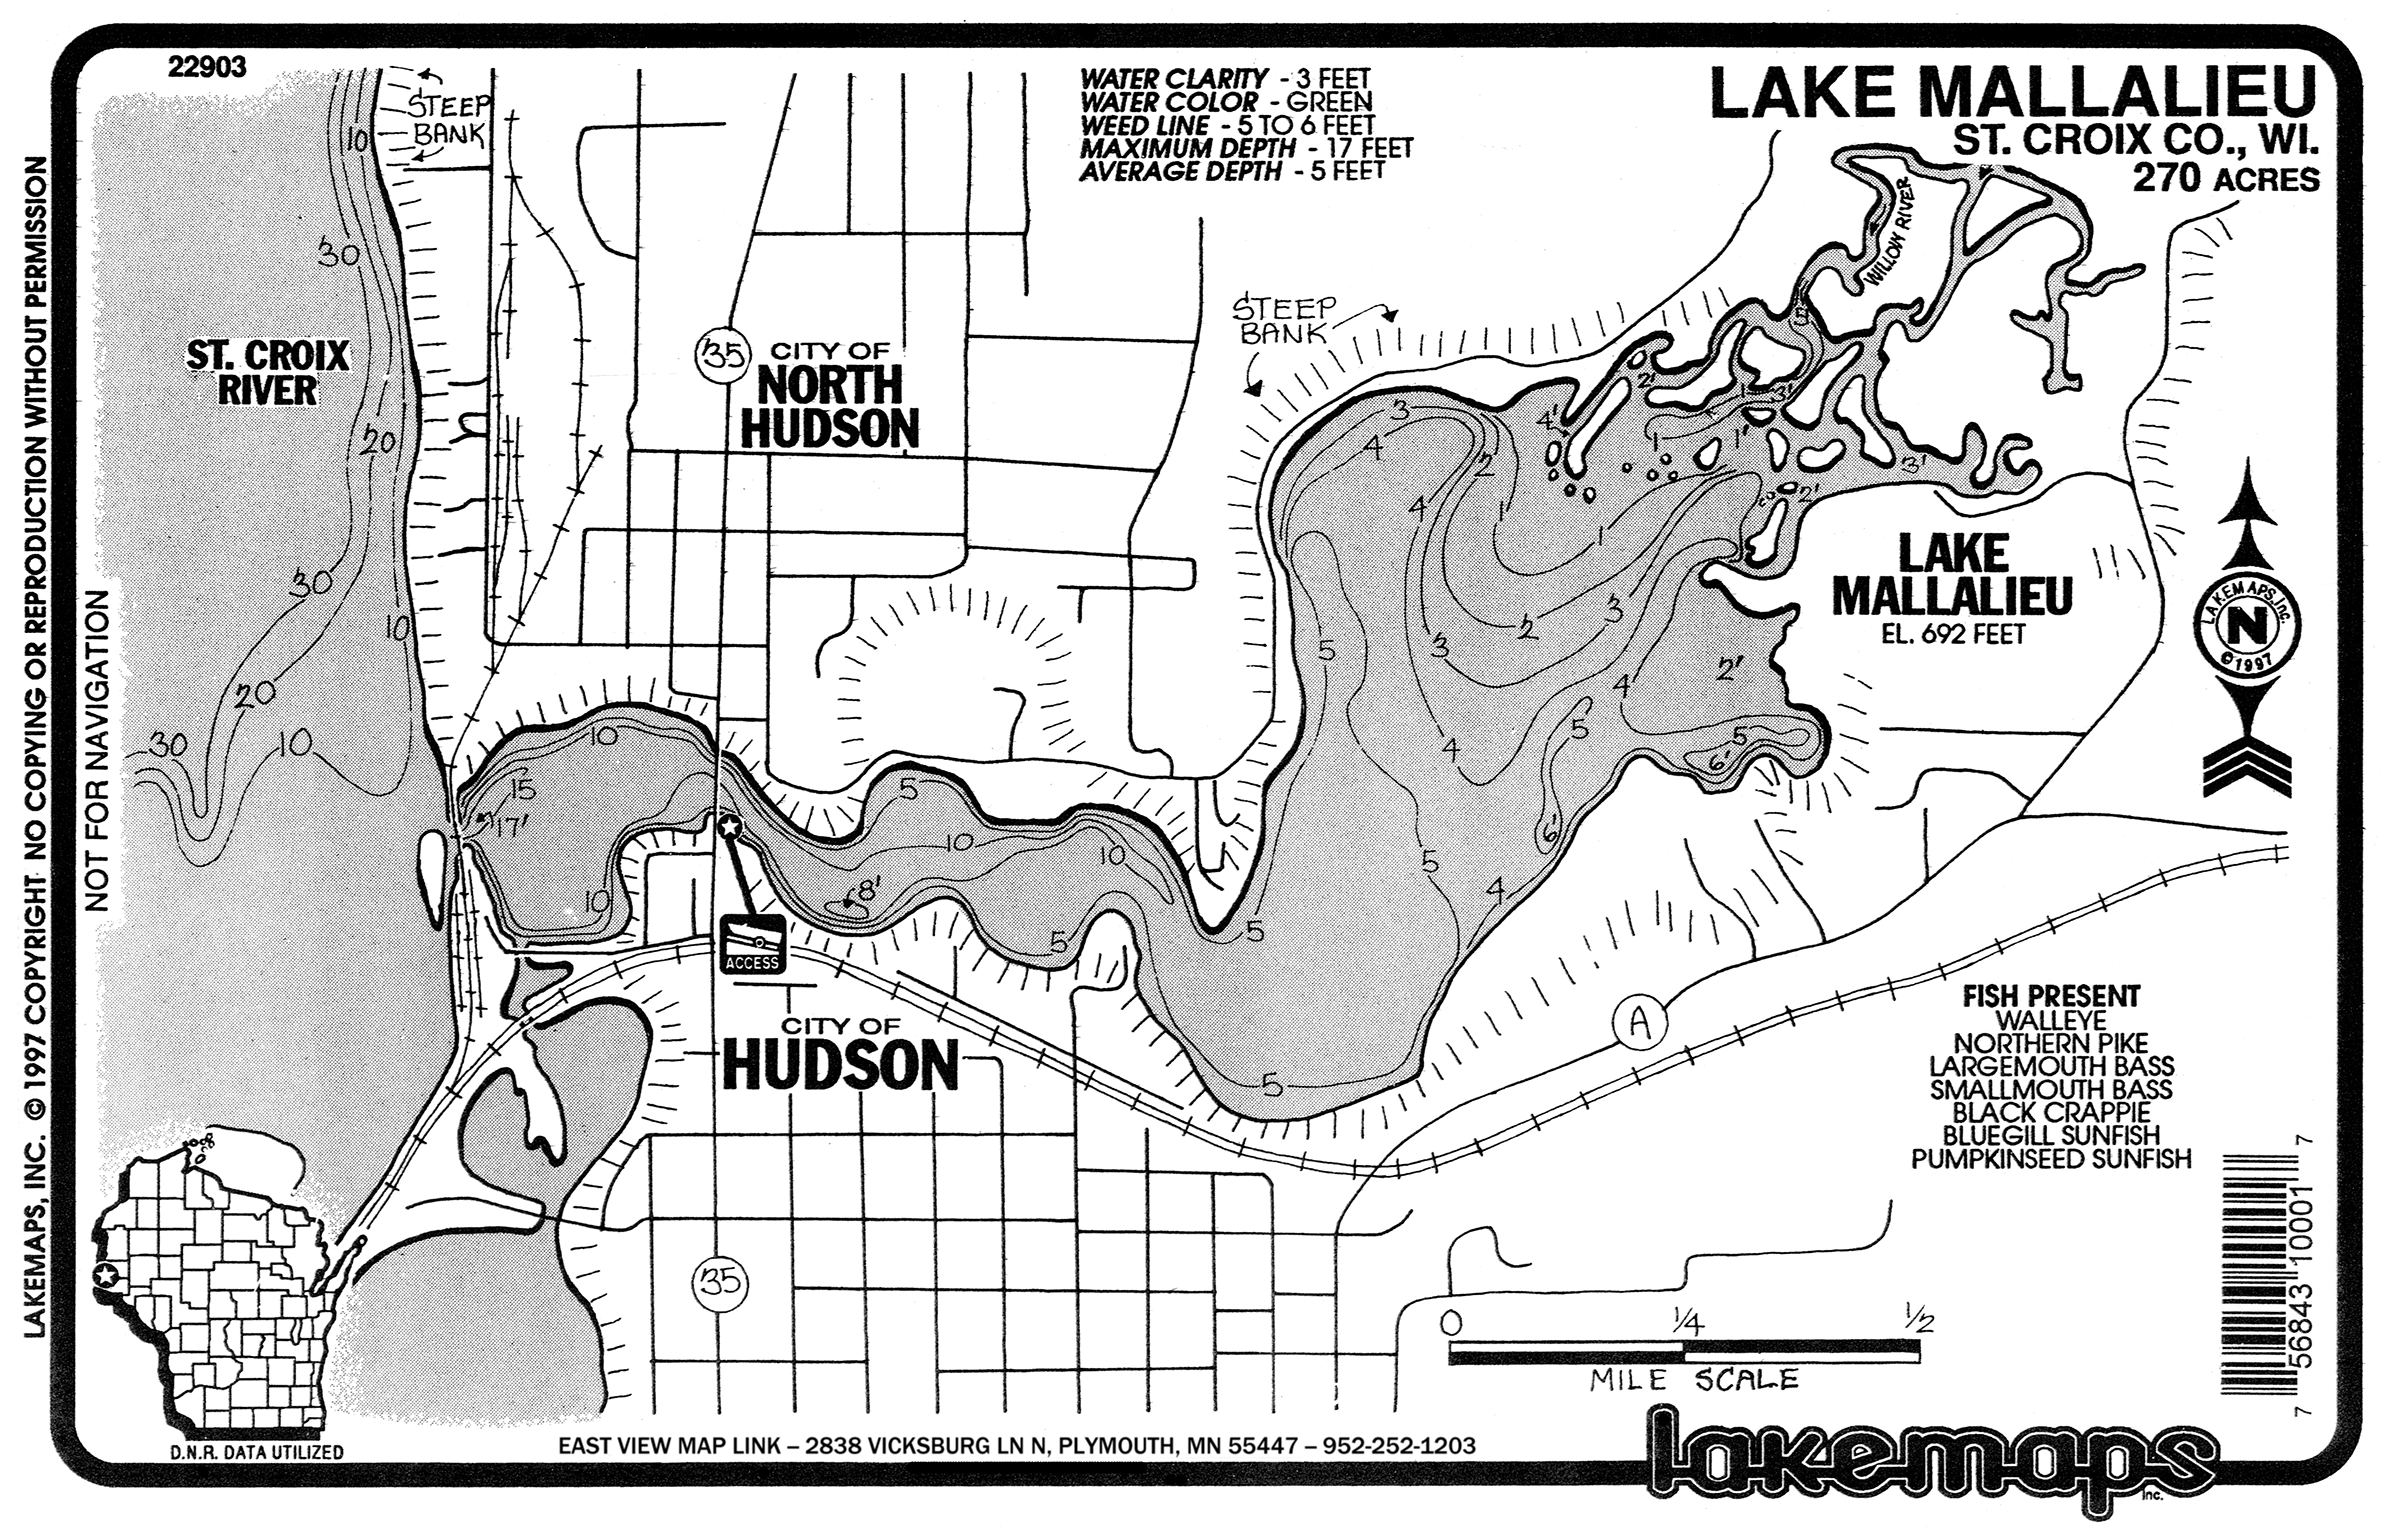 22903
LAKE MALLALIEU
ST. CROIX CO., WI.
270 ACRES
WATER CLARITY - 3 FEET
WATER COLOR - GREEN
WEED LINE - 5 TO 6 FEET
MAXIMUM DEPTH - 17 FEET
AVERAGE DEPTH - 5 FEET
STEEP
BANK
10
30
ST. CROIX
RIVER
20
30
10
20
30
10
35
CITY OF
NORTH
HUDSON
STEEP
BANK
WILLOW RIVER
5
2'
4'
1
3'
1
1'
3'
2'
3
4
2
4
1
1
2
3
3
4
2'
5
4
5
5
6'
6'
5
4
5
5
LAKE
MALLALIEU
EL. 692 FEET
LAKEMAPS, Inc.
N
©1997
10
15
17'
10
5
10
10
8'
5
ACCESS
CITY OF
HUDSON
35
A
FISH PRESENT
WALLEYE
NORTHERN PIKE
LARGEMOUTH BASS
SMALLMOUTH BASS
BLACK CRAPPIE
BLUEGILL SUNFISH
PUMPKINSEED SUNFISH
0 1/4 1/2
MILE SCALE
7 56843 10001 7
D.N.R. DATA UTILIZED
EAST VIEW MAP LINK – 2838 VICKSBURG LN N, PLYMOUTH, MN 55447 – 952-252-1203
lakemaps
inc.
NOT FOR NAVIGATION
LAKEMAPS, INC. © 1997 COPYRIGHT NO COPYING OR REPRODUCTION WITHOUT PERMISSION